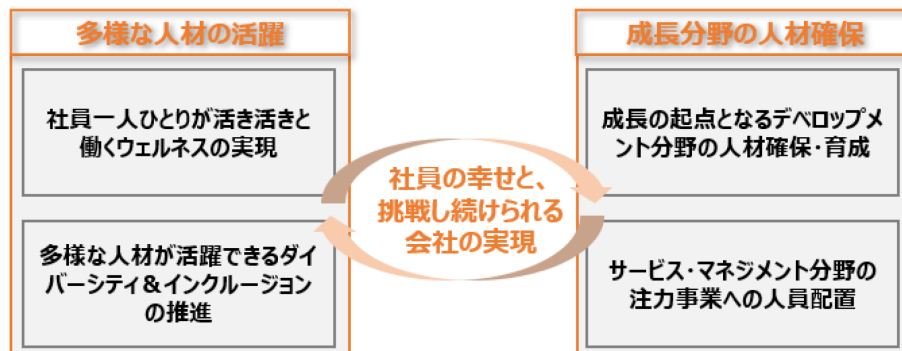 多様な人材の活躍
社員一人ひとりが活き活きと
働くウェルネスの実現
多様な人材が活躍できるダイ
バーシティ&インクルージョン
の推進
社員の幸せと、
挑戦し続けられる
会社の実現
成長分野の人材確保
成長の起点となるデベロップメ
ント分野の人材確保・育成
サービス・マネジメント分野の
注力事業への人員配置